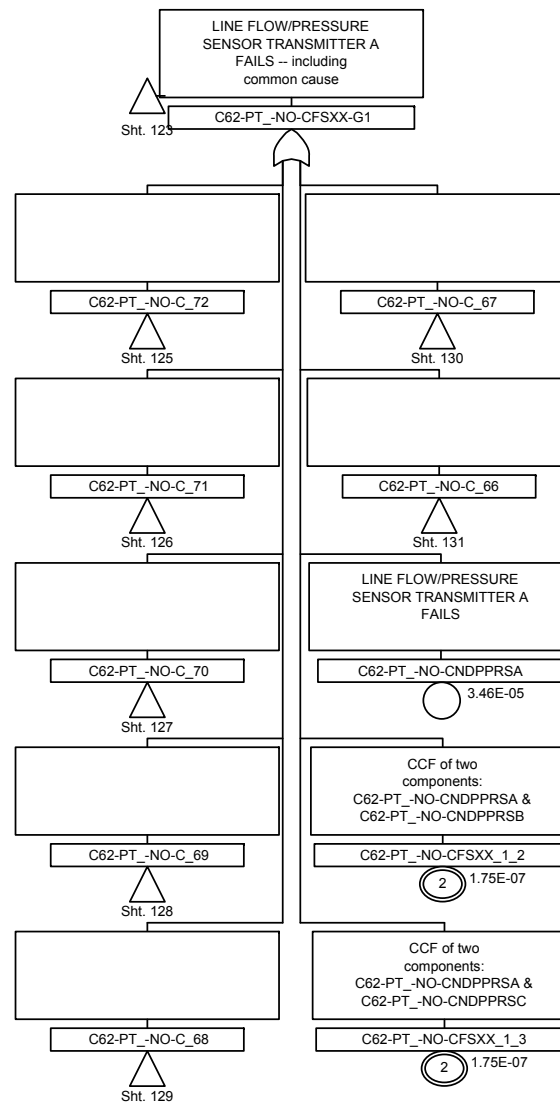 LINE FLOW/PRESSURE
SENSOR TRANSMITTER A
FAILS -- including
common cause
C62-PT_-NO-CFSXX-G1
Sht. 123
C62-PT_-NO-C_72
Sht. 125
C62-PT_-NO-C_67
Sht. 130
C62-PT_-NO-C_71
Sht. 126
C62-PT_-NO-C_66
Sht. 131
C62-PT_-NO-C_70
Sht. 127
LINE FLOW/PRESSURE
SENSOR TRANSMITTER A
FAILS
C62-PT_-NO-CNDPPRSA
3.46E-05
C62-PT_-NO-C_69
Sht. 128
CCF of two
components:
C62-PT_-NO-CNDPPRSA &
C62-PT_-NO-CNDPPRSB
C62-PT_-NO-CFSXX_1_2
2
1.75E-07
C62-PT_-NO-C_68
Sht. 129
CCF of two
components:
C62-PT_-NO-CNDPPRSA &
C62-PT_-NO-CNDPPRSC
C62-PT_-NO-CFSXX_1_3
2
1.75E-07